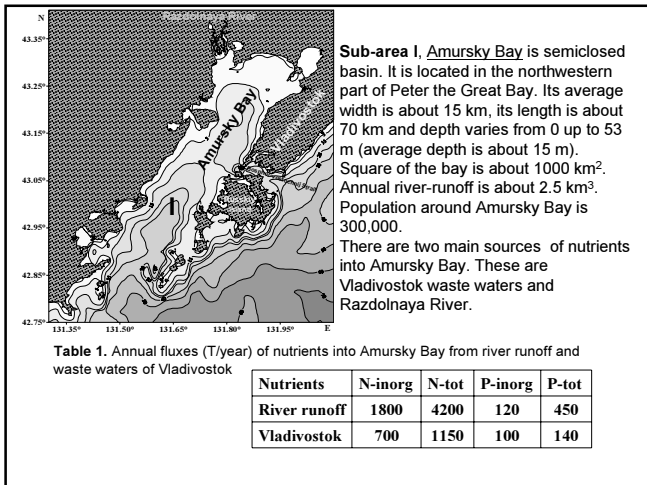 Razdolnaya River
N
43.35°
43.25°
43.15°
43.05°
42.95°
42.85°
42.75°
131.35° 131.50° 131.65° 131.80° 131.95° E
Amursky Bay
Vladivostok
I
Sub-area I, Amursky Bay is semiclosed
basin. It is located in the northwestern
part of Peter the Great Bay. Its average
width is about 15 km, its length is about
70 km and depth varies from 0 up to 53
m (average depth is about 15 m).
Square of the bay is about 1000 km².
Annual river-runoff is about 2.5 km³.
Population around Amursky Bay is
300,000.
There are two main sources of nutrients
into Amursky Bay. These are
Vladivostok waste waters and
Razdolnaya River.
Table 1. Annual fluxes (T/year) of nutrients into Amursky Bay from river runoff and
waste waters of Vladivostok
Nutrients N-inorg N-tot P-inorg P-tot
River runoff 1800 4200 120 450
Vladivostok 700 1150 100 140